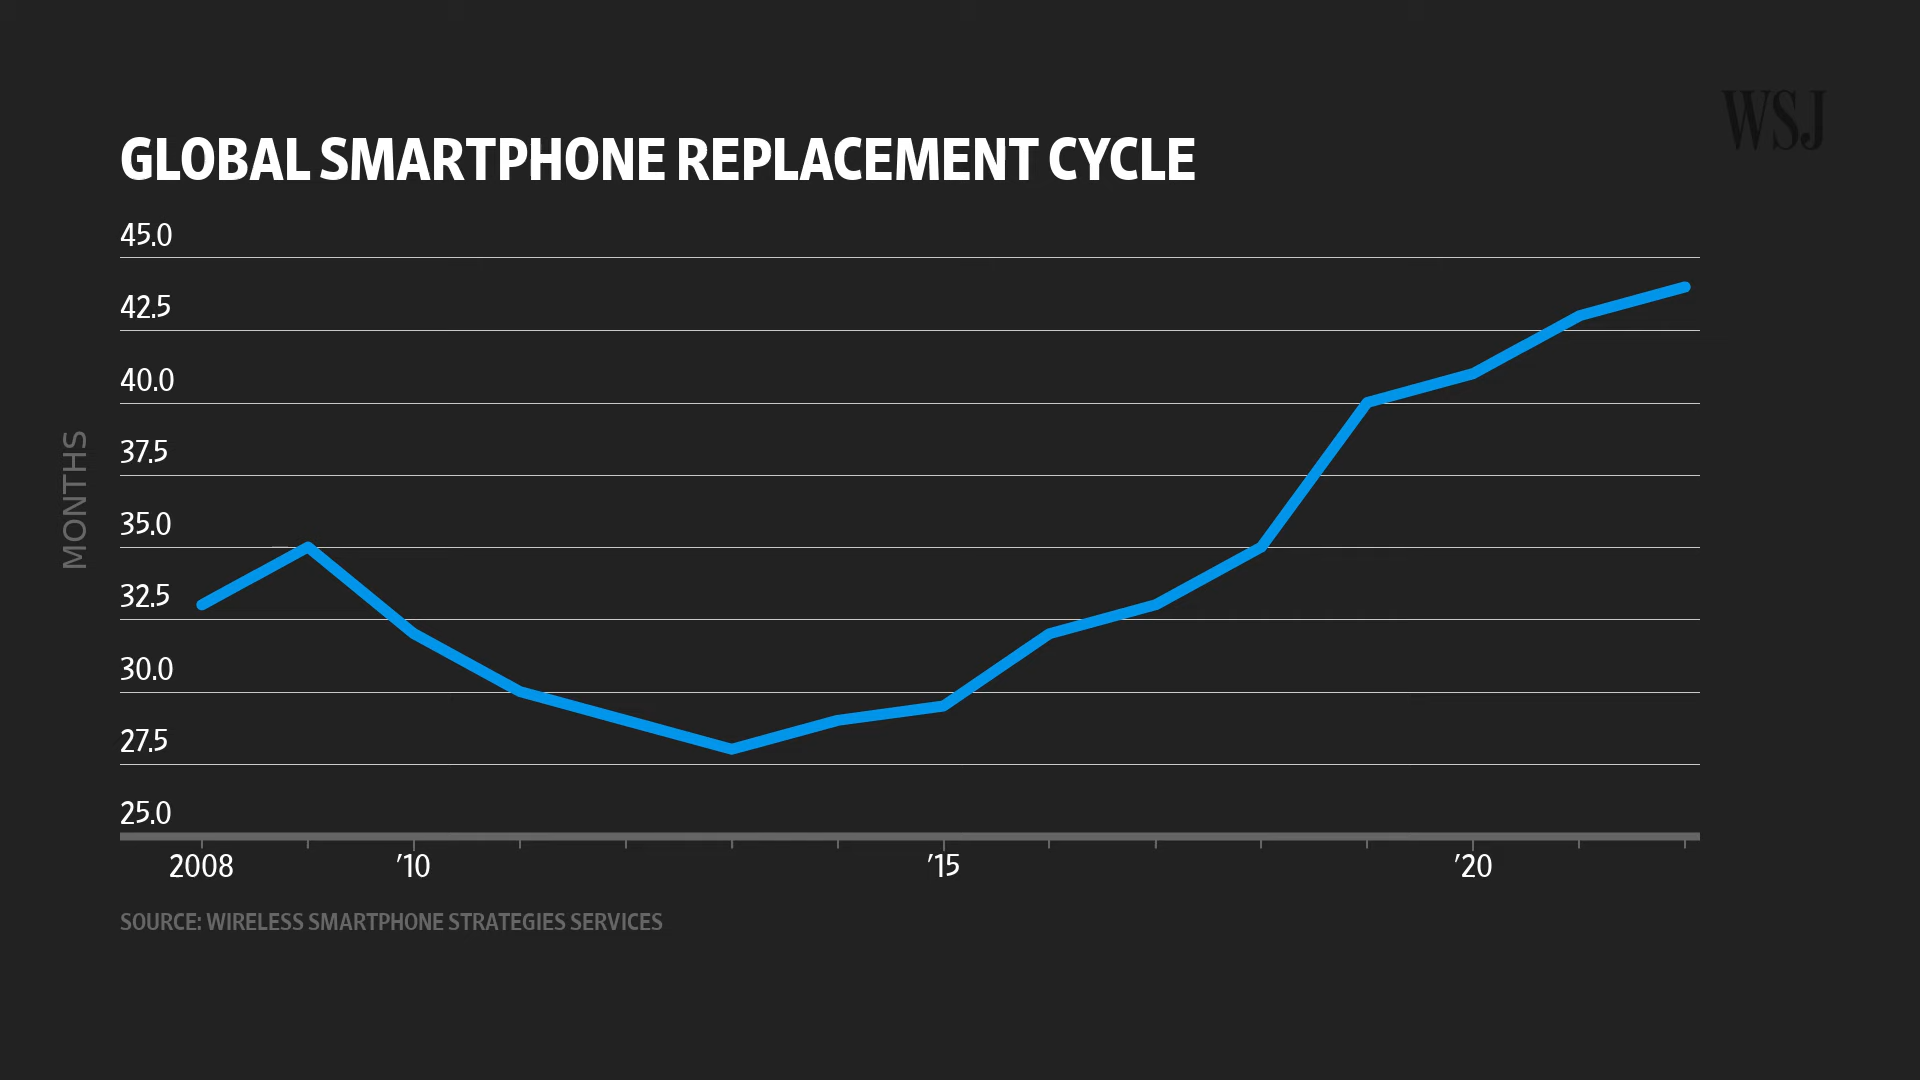 WSJ
GLOBAL SMARTPHONE REPLACEMENT CYCLE
45.0
42.5
40.0
37.5
35.0
32.5
30.0
27.5
25.0
MONTHS
2008 ’10 ’15 ’20
SOURCE: WIRELESS SMARTPHONE STRATEGIES SERVICES